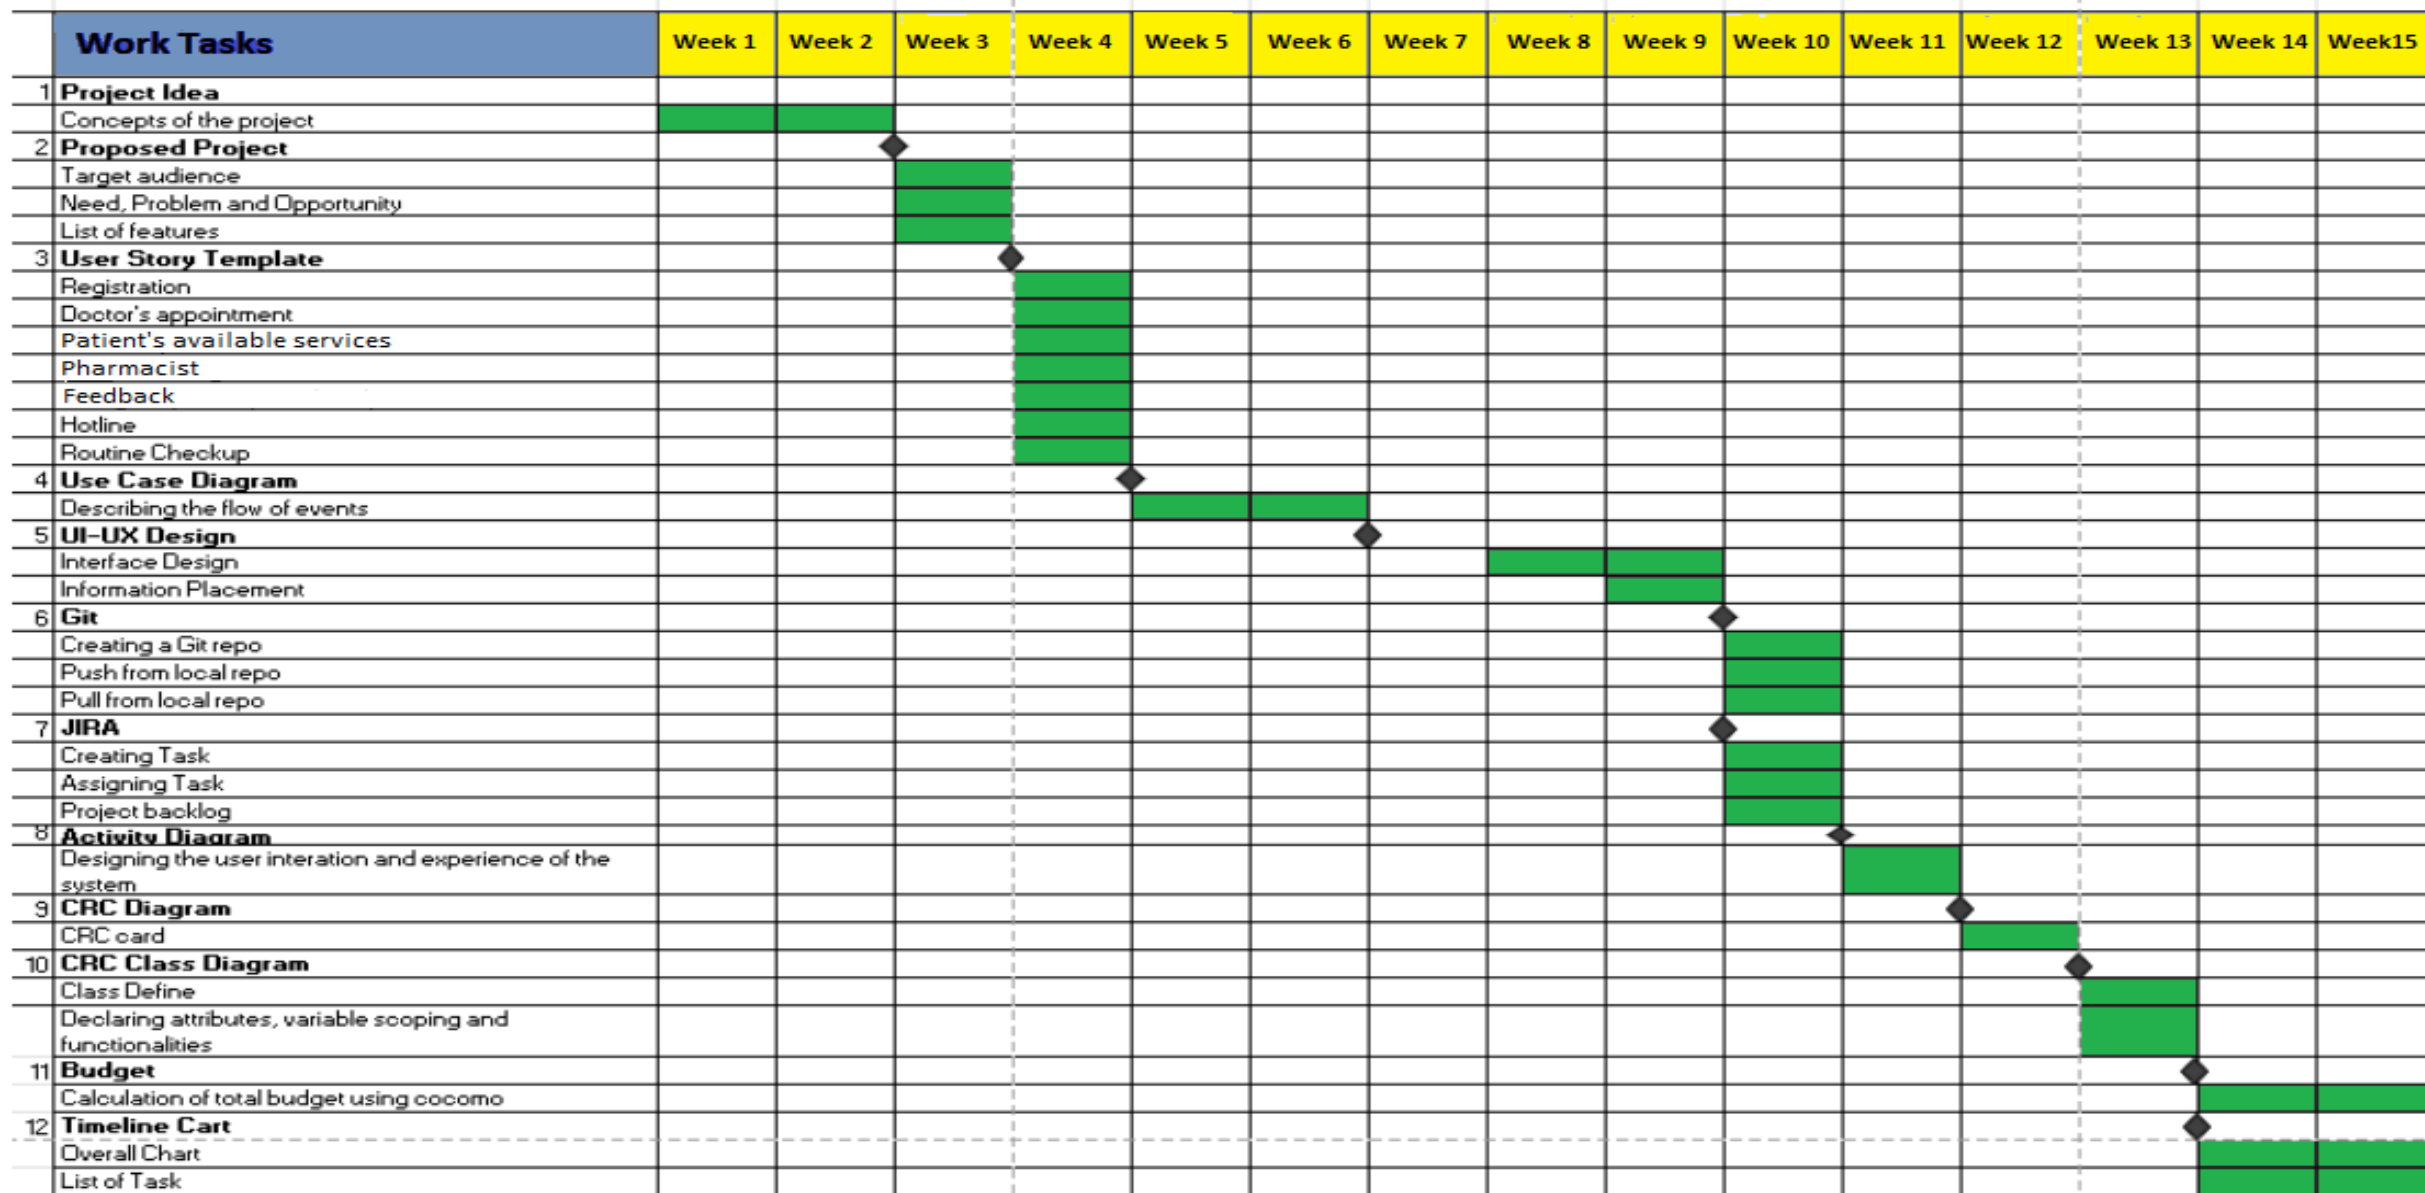 Work Tasks Week 1 Week 2 Week 3 Week 4 Week 5 Week 6 Week 7 Week 8 Week 9 Week 10 Week 11 Week 12 Week 13 Week 14 Week15
1 Project Idea
Concepts of the project
2 Proposed Project
Target audience
Need, Problem and Opportunity
List of features
3 User Story Template
Registration
Doctor's appointment
Patient's available services
Pharmacist
Feedback
Hotline
Routine Checkup
4 Use Case Diagram
Describing the flow of events
5 UI-UX Design
Interface Design
Information Placement
6 Git
Creating a Git repo
Push from local repo
Pull from local repo
7 JIRA
Creating Task
Assigning Task
Project backlog
8 Activity Diagram
Designing the user interation and experience of the
system
9 CRC Diagram
CRC card
10 CRC Class Diagram
Class Define
Declaring attributes, variable scoping and
functionalities
11 Budget
Calculation of total budget using cocomo
12 Timeline Cart
Overall Chart
List of Task